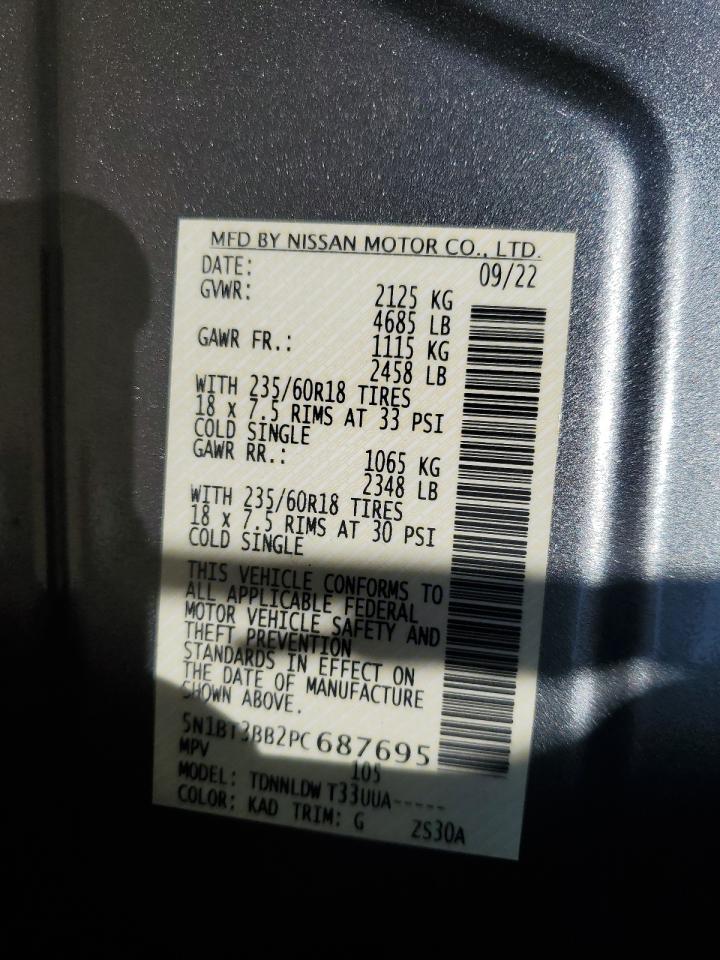 MFD BY NISSAN MOTOR CO., LTD.
DATE: 09/22
GVWR: 2125 KG
4685 LB
GAWR FR.: 1115 KG
2458 LB
WITH 235/60R18 TIRES
18 x 7.5 RIMS AT 33 PSI
COLD SINGLE
GAWR RR.: 1065 KG
2348 LB
WITH 235/60R18 TIRES
18 x 7.5 RIMS AT 30 PSI
COLD SINGLE
THIS VEHICLE CONFORMS TO
ALL APPLICABLE FEDERAL
MOTOR VEHICLE SAFETY AND
THEFT PREVENTION
STANDARDS IN EFFECT ON
THE DATE OF MANUFACTURE
SHOWN ABOVE.
5N1BT3BB2PC687695
MPV 105
MODEL: TDNNLDW T33UUA-----
COLOR: KAD TRIM: G ZS30A